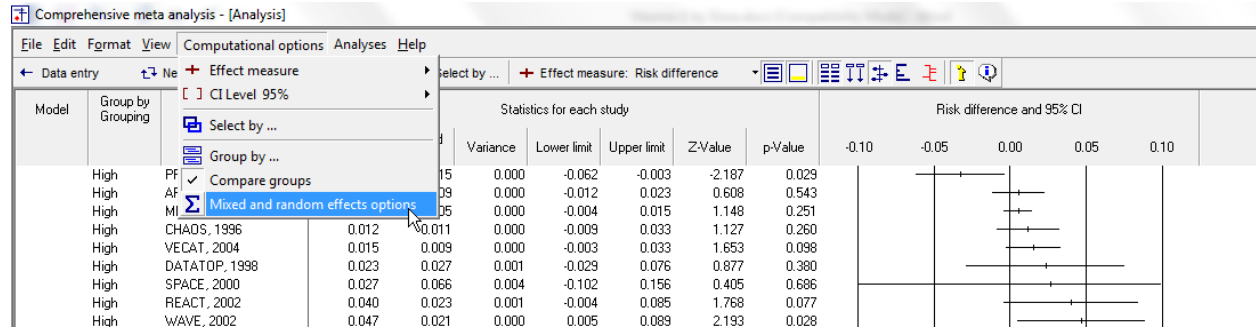 Comprehensive meta analysis - [Analysis]
File Edit Format View Computational options Analyses Help
Data entry Ne Select by ... Effect measure: Risk difference
Effect measure
CI Level 95%
Select by ...
Group by ...
Compare groups
Mixed and random effects options
Model Group by Grouping Statistics for each study Risk difference and 95% CI
Variance Lower limit Upper limit Z-Value p-Value -0.10 -0.05 0.00 0.05 0.10
High 15 0.000 -0.062 -0.003 -2.187 0.029
High 09 0.000 -0.012 0.023 0.608 0.543
High MI 05 0.000 -0.004 0.015 1.148 0.251
High CHAOS, 1996 0.012 0.011 0.000 -0.009 0.033 1.127 0.260
High VECAT, 2004 0.015 0.009 0.000 -0.003 0.033 1.653 0.098
High DATATOP, 1998 0.023 0.027 0.001 -0.029 0.076 0.877 0.380
High SPACE, 2000 0.027 0.066 0.004 -0.102 0.156 0.405 0.686
High REACT, 2002 0.040 0.023 0.001 -0.004 0.085 1.768 0.077
High WAVE, 2002 0.047 0.021 0.000 0.005 0.089 2.193 0.028